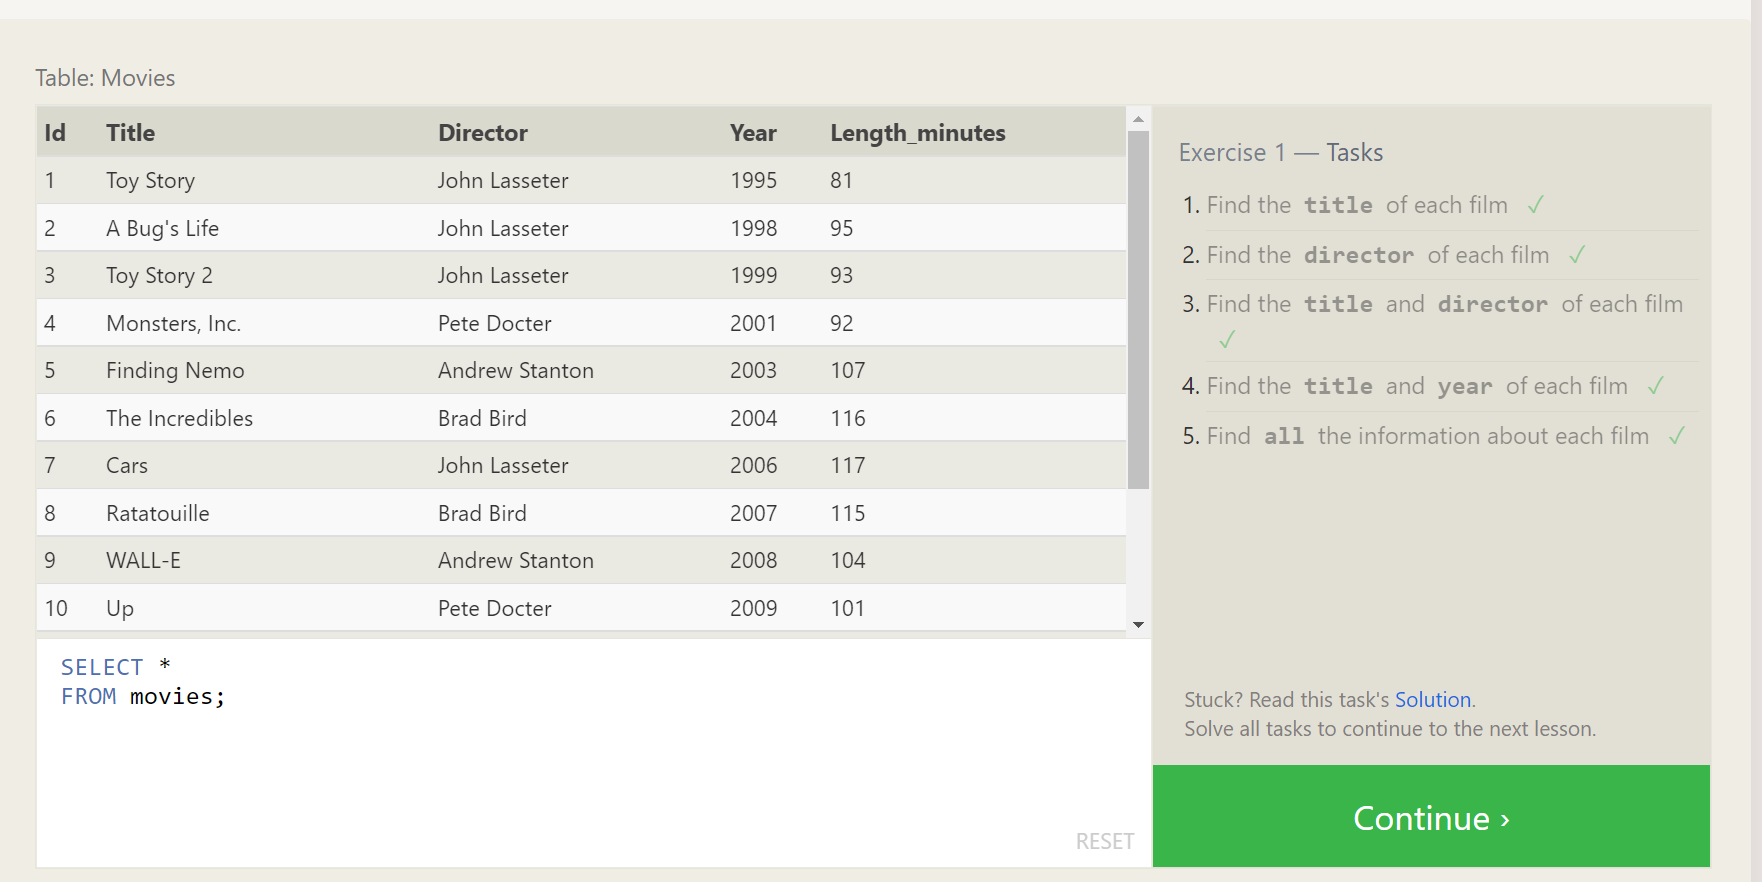 Table: Movies
Id Title Director Year Length_minutes
1 Toy Story John Lasseter 1995 81
2 A Bug's Life John Lasseter 1998 95
3 Toy Story 2 John Lasseter 1999 93
4 Monsters, Inc. Pete Docter 2001 92
5 Finding Nemo Andrew Stanton 2003 107
6 The Incredibles Brad Bird 2004 116
7 Cars John Lasseter 2006 117
8 Ratatouille Brad Bird 2007 115
9 WALL-E Andrew Stanton 2008 104
10 Up Pete Docter 2009 101
SELECT *
FROM movies;
RESET
Exercise 1 — Tasks
1. Find the title of each film ✓
2. Find the director of each film ✓
3. Find the title and director of each film
✓
4. Find the title and year of each film ✓
5. Find all the information about each film ✓
Stuck? Read this task's Solution.
Solve all tasks to continue to the next lesson.
Continue ›